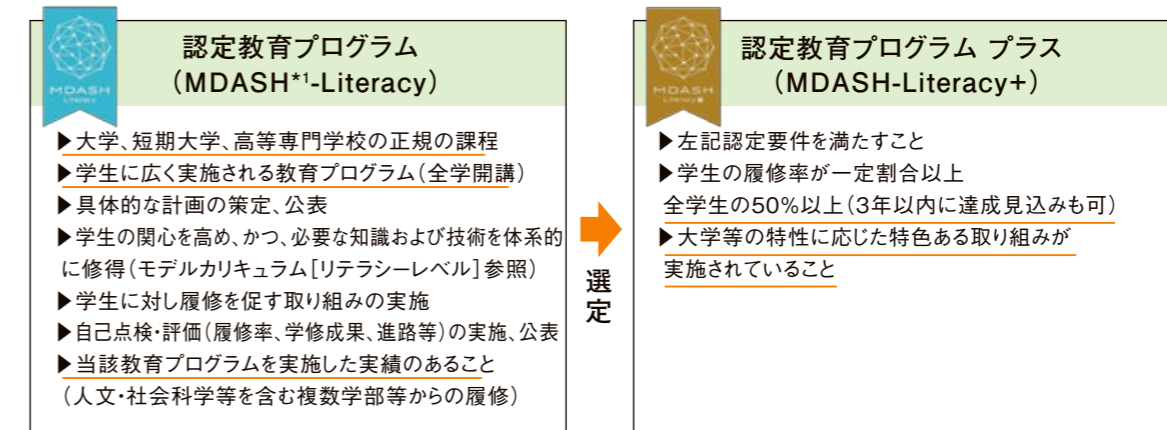 MDASH
Literacy
認定教育プログラム
（MDASH*1-Literacy）
▶大学、短期大学、高等専門学校の正規の課程
▶学生に広く実施される教育プログラム（全学開講）
▶具体的な計画の策定、公表
▶学生の関心を高め、かつ、必要な知識および技術を体系的
に修得（モデルカリキュラム［リテラシーレベル］参照）
▶学生に対し履修を促す取り組みの実施
▶自己点検・評価（履修率、学修成果、進路等）の実施、公表
▶当該教育プログラムを実施した実績のあること
（人文・社会科学等を含む複数学部等からの履修）
選定
MDASH
Literacy
認定教育プログラム プラス
（MDASH-Literacy+）
▶左記認定要件を満たすこと
▶学生の履修率が一定割合以上
全学生の50%以上（3年以内に達成見込みも可）
▶大学等の特性に応じた特色ある取り組みが
実施されていること